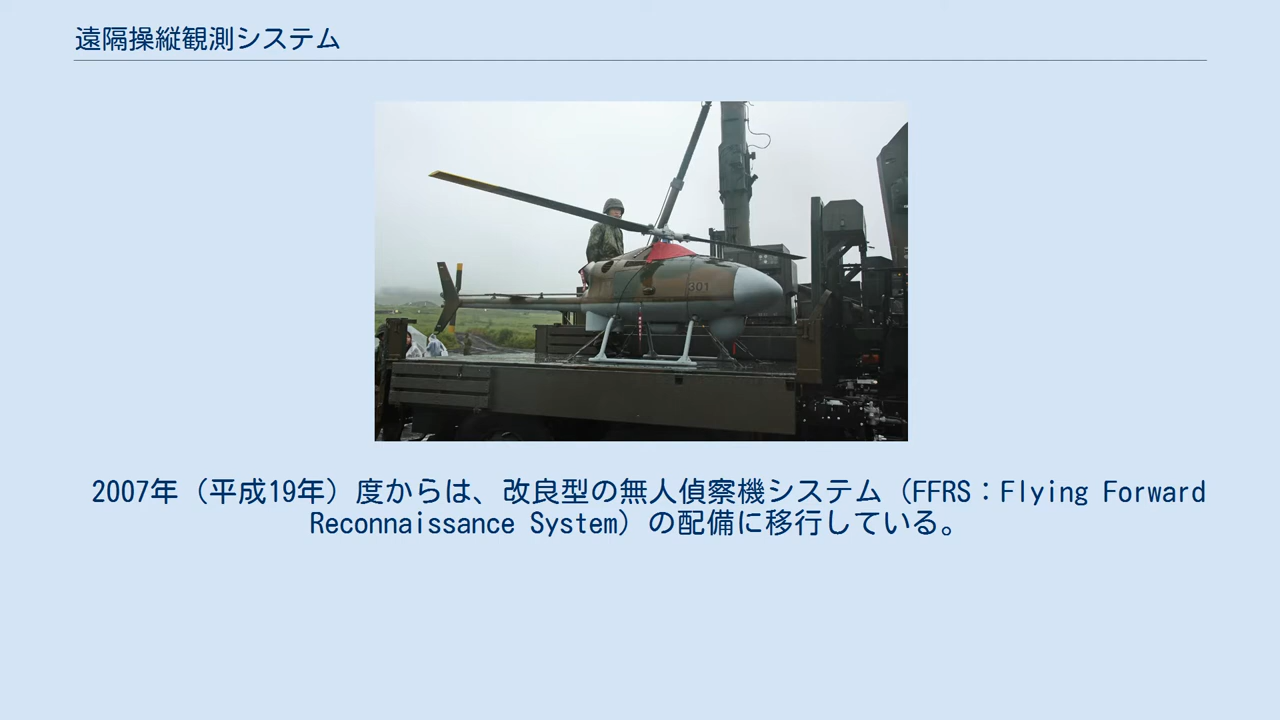 遠隔操縦観測システム
301
2007年（平成19年）度からは、改良型の無人偵察機システム（FFRS：Flying Forward
Reconnaissance System）の配備に移行している。